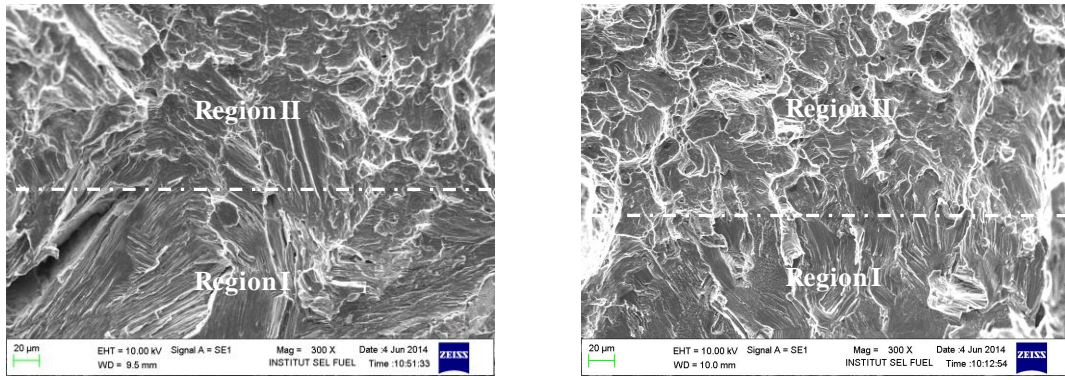 Region II
Region I
20 µm
EHT = 10.00 kV Signal A = SE1 Mag = 300 X Date :4 Jun 2014
WD = 9.5 mm INSTITUT SEL FUEL Time :10:51:33
ZEISS
Region II
Region I
20 µm
EHT = 10.00 kV Signal A = SE1 Mag = 300 X Date :4 Jun 2014
WD = 10.0 mm INSTITUT SEL FUEL Time :10:12:54
ZEISS